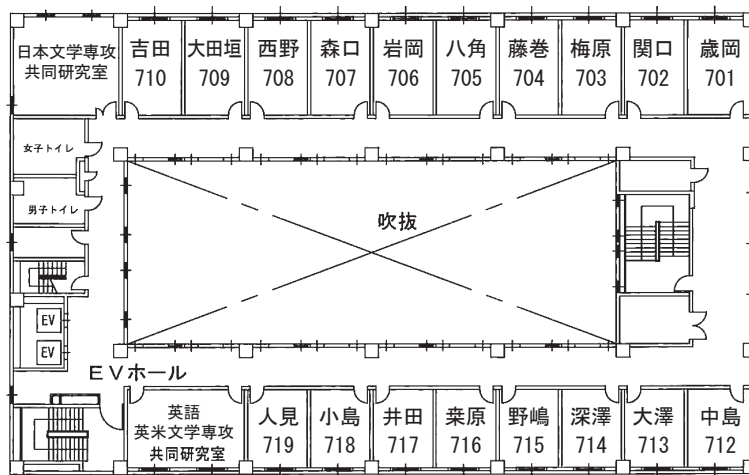 日本文学専攻
共同研究室
吉田
710
大田垣
709
西野
708
森口
707
岩岡
706
八角
705
藤巻
704
梅原
703
関口
702
歳岡
701
女子トイレ
男子トイレ
吹抜
EV
EV
EVホール
英語
英米文学専攻
共同研究室
人見
719
小島
718
井田
717
桒原
716
野嶋
715
深澤
714
大澤
713
中島
712